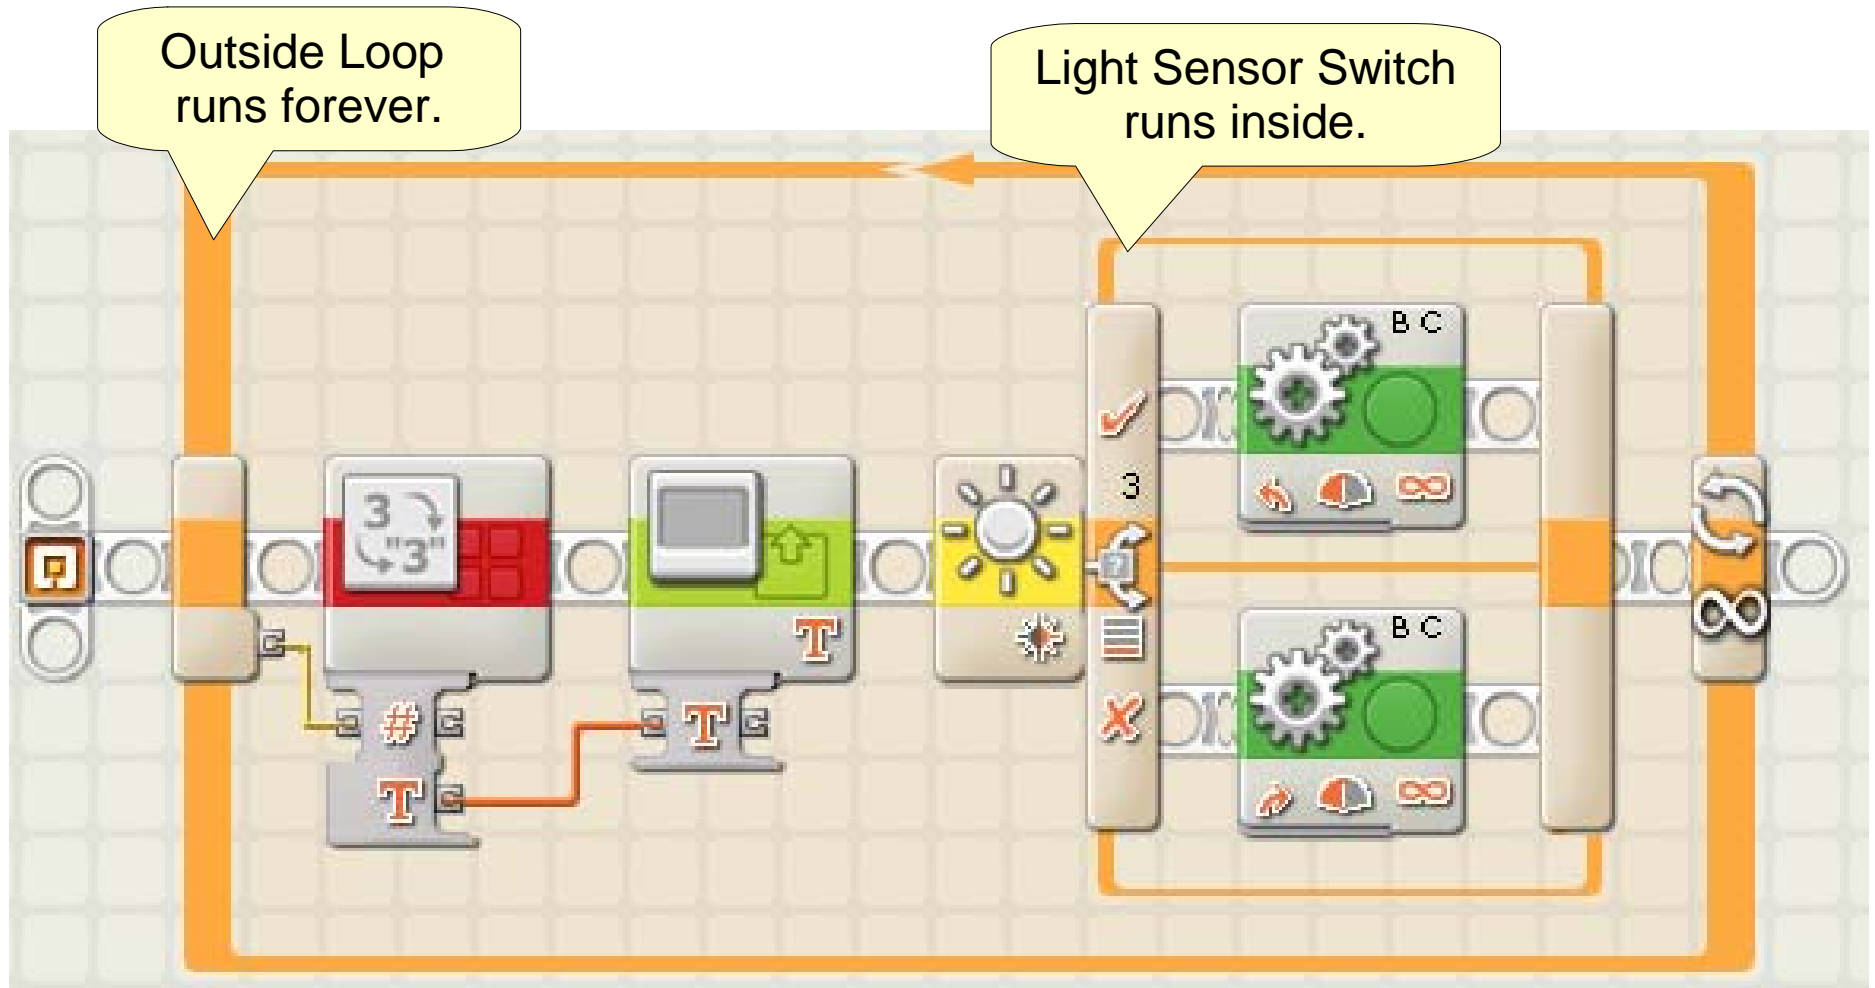 Outside Loop
runs forever.
Light Sensor Switch
runs inside.
B C
3
"3"
3
T
#
T
T
B C